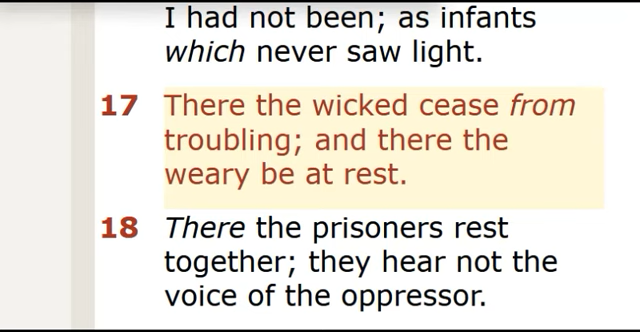 I had not been; as infants
which never saw light.
17 There the wicked cease from
troubling; and there the
weary be at rest.
18 There the prisoners rest
together; they hear not the
voice of the oppressor.